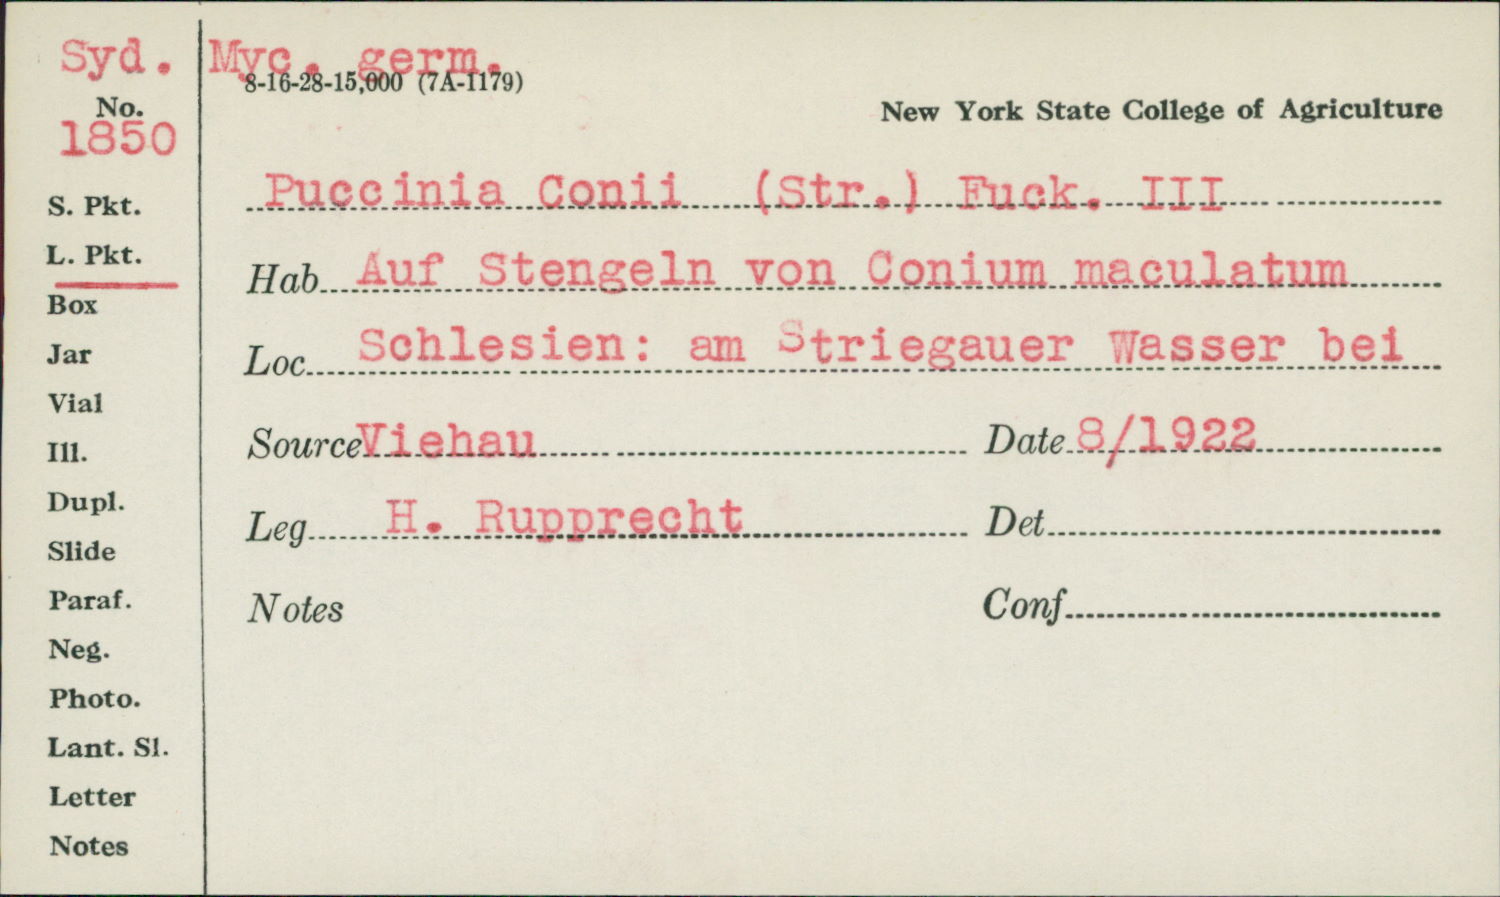 Syd. Myc. germ.
8-16-28-15,000 (7A-1179)
No.
1850
New York State College of Agriculture
Puccinia Conii (Str.) Fuck. III
S. Pkt.
L. Pkt.
Hab. Auf Stengeln von Conium maculatum
Box
Jar
Loc. Schlesien: am Striegauer Wasser bei
Vial
Ill.
Source Viehau Date 8/1922
Dupl.
Leg. H. Rupprecht Det.
Slide
Paraf.
Notes Conf.
Neg.
Photo.
Lant. Sl.
Letter
Notes